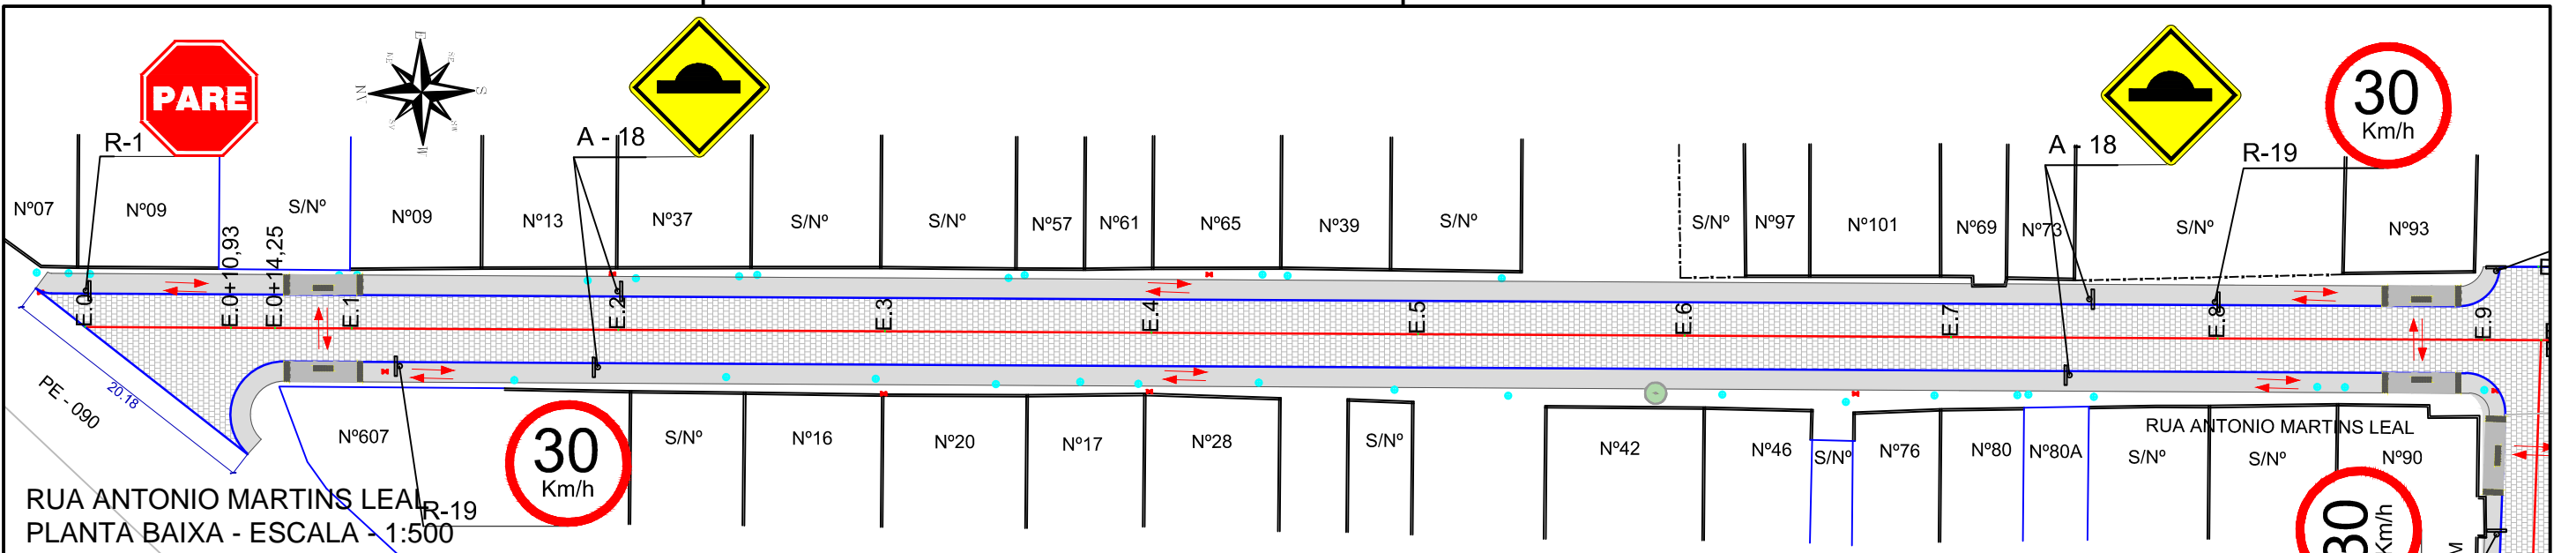 PARE
R-1
A - 18
A - 18
R-19
30
Km/h
Nº07
Nº09
S/Nº
Nº09
Nº13
Nº37
S/Nº
S/Nº
Nº57
Nº61
Nº65
Nº39
S/Nº
S/Nº
Nº97
Nº101
Nº69
Nº73
S/Nº
Nº93
E.0
E.0+10,93
E.0+14,25
E.1
E.2
E.3
E.4
E.5
E.6
E.7
E.8
E.9
PE - 090
20.18
Nº607
30
Km/h
S/Nº
Nº16
Nº20
Nº17
Nº28
S/Nº
Nº42
Nº46
S/Nº
Nº76
Nº80
Nº80A
RUA ANTONIO MARTINS LEAL
S/Nº
S/Nº
Nº90
30
Km/h
R-19
RUA ANTONIO MARTINS LEAL
PLANTA BAIXA - ESCALA - 1:500